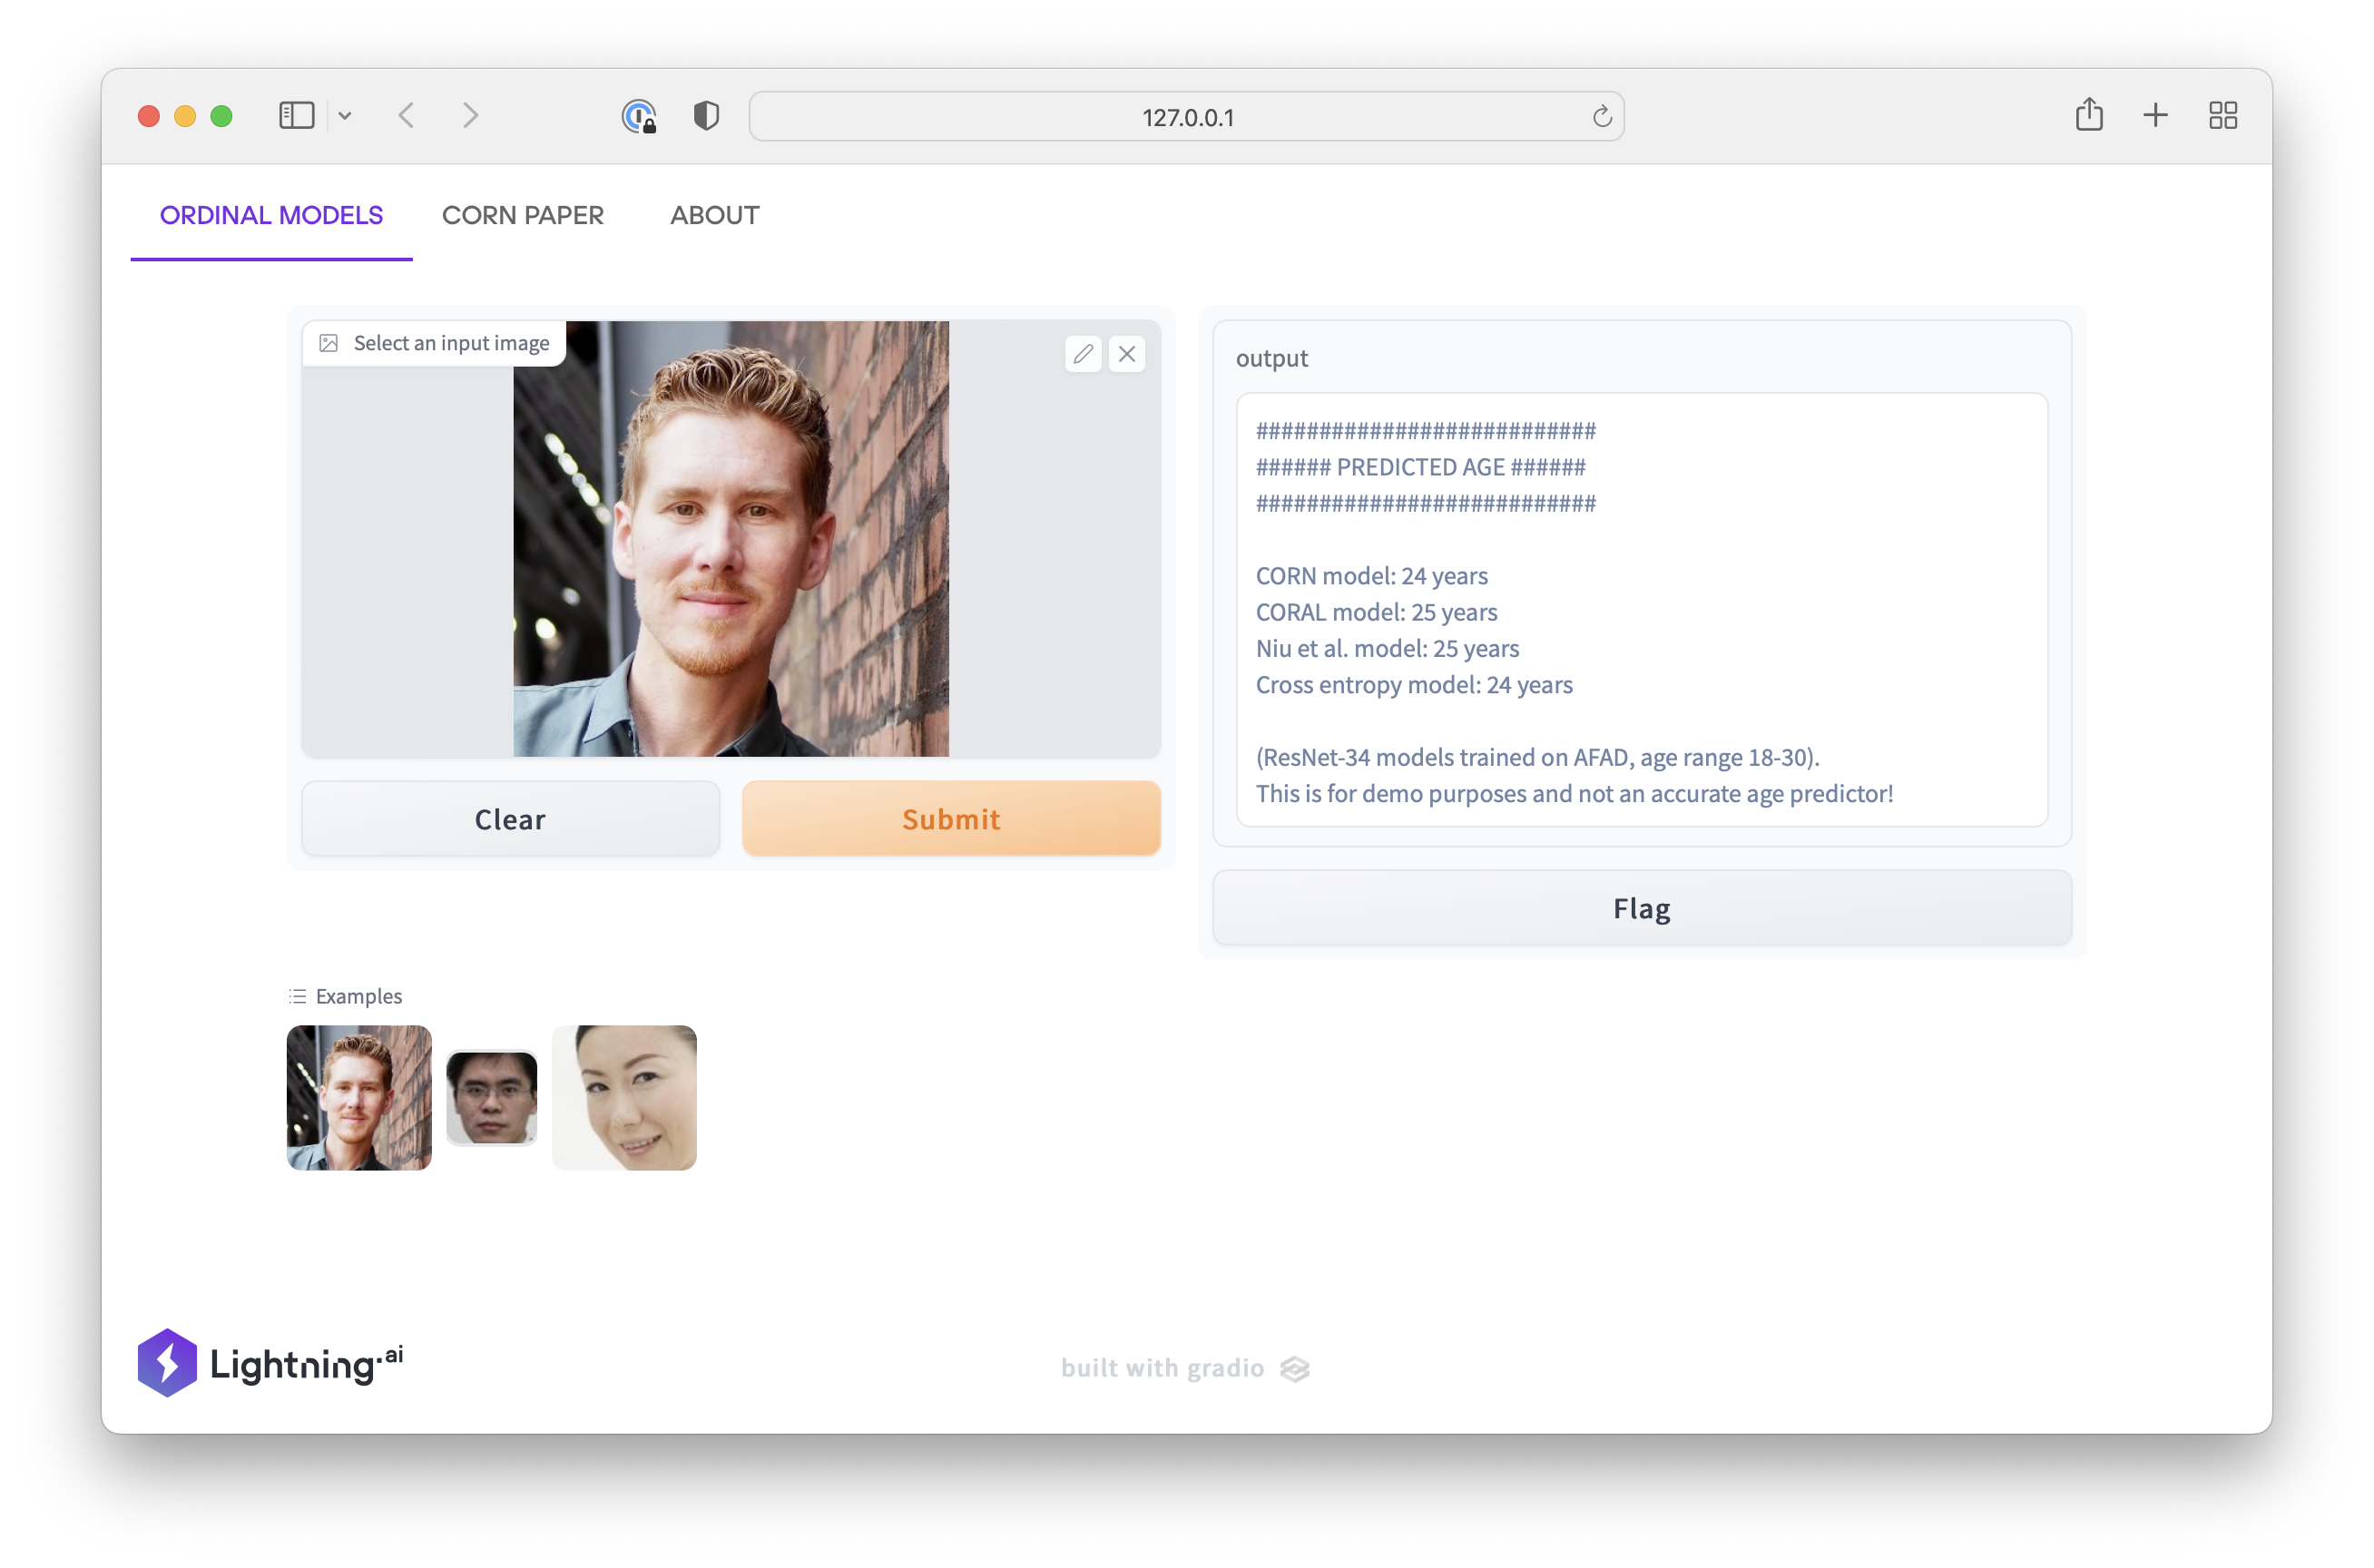 127.0.0.1
ORDINAL MODELS CORN PAPER ABOUT
Select an input image
Clear
Submit
output
###########################
###### PREDICTED AGE ######
###########################
CORN model: 24 years
CORAL model: 25 years
Niu et al. model: 25 years
Cross entropy model: 24 years
(ResNet-34 models trained on AFAD, age range 18-30).
This is for demo purposes and not an accurate age predictor!
Flag
Examples
Lightning.ai
built with gradio